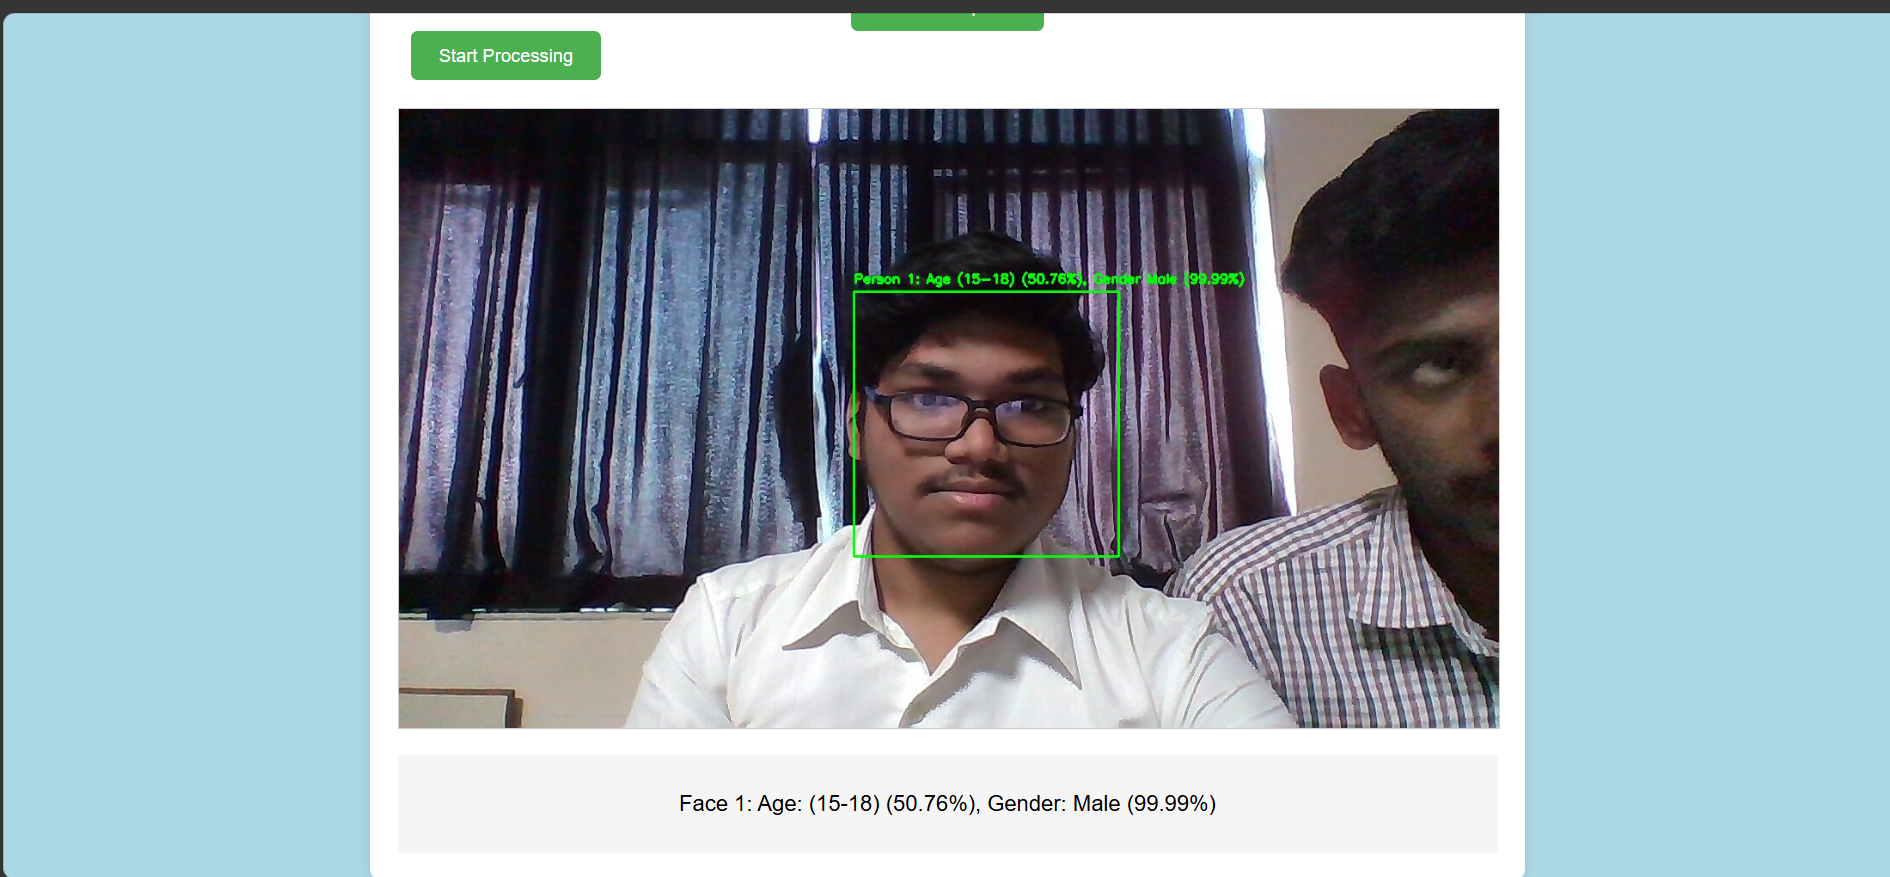 Start Processing
Person 1: Age (15-18) (50.76%), Gender Male (99.99%)
Face 1: Age: (15-18) (50.76%), Gender: Male (99.99%)